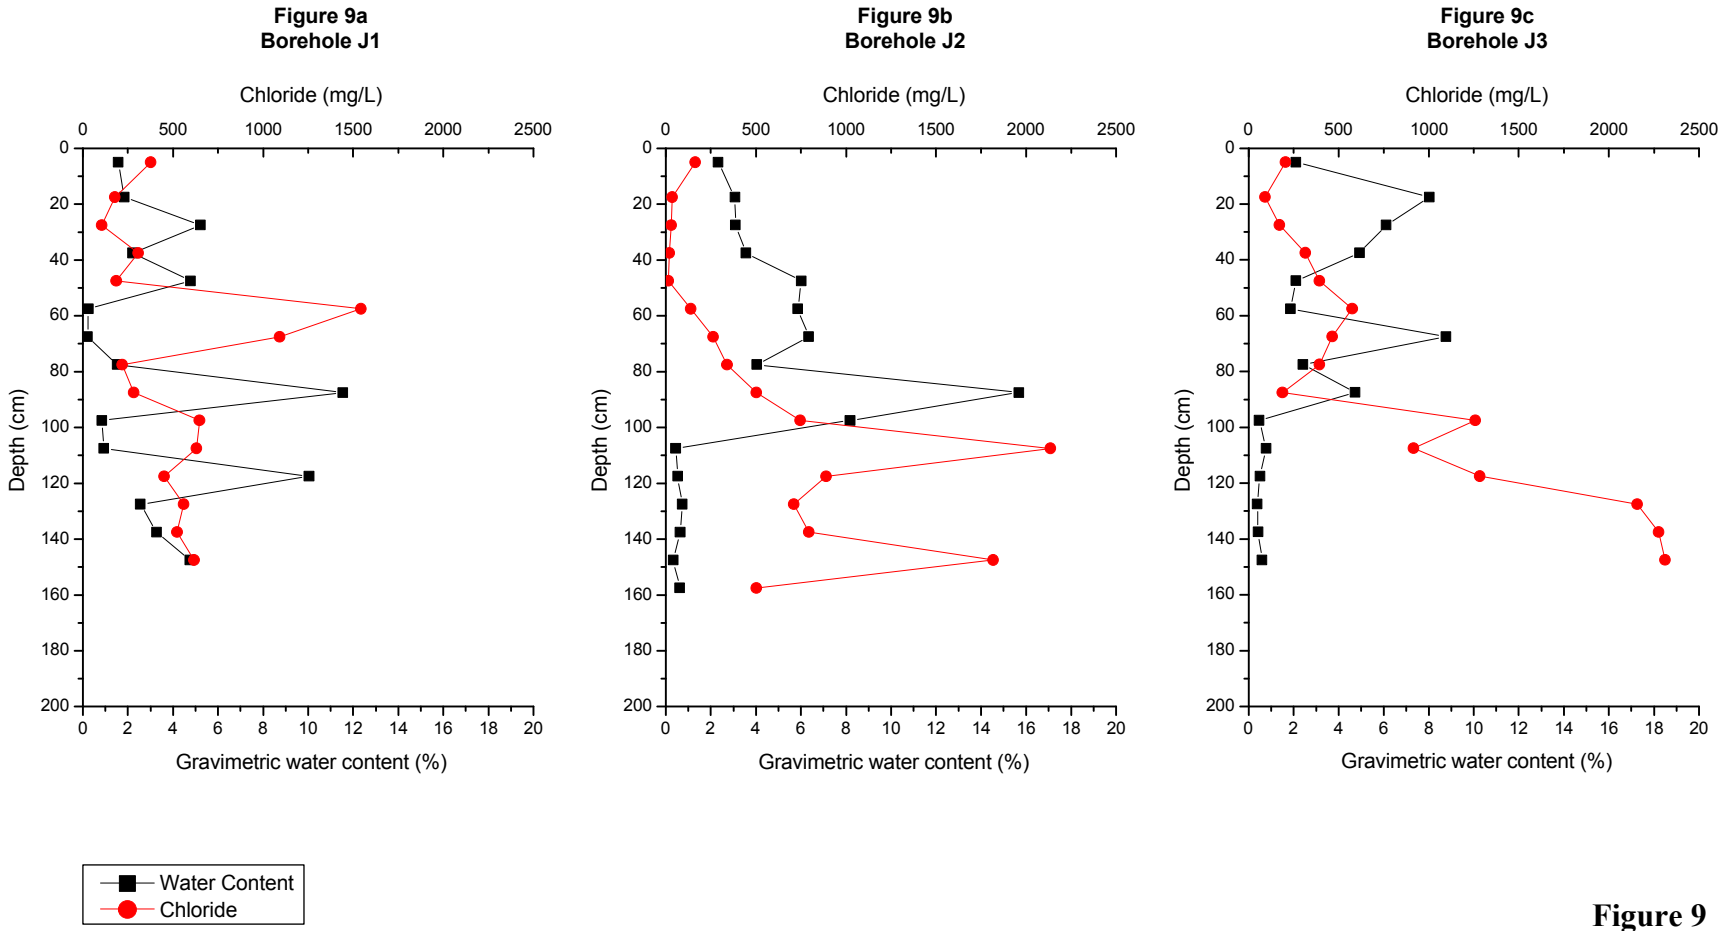 Figure 9a
Borehole J1
Chloride (mg/L)
0 500 1000 1500 2000 2500
0
20
40
60
80
100
120
140
160
180
200
Depth (cm)
0 2 4 6 8 10 12 14 16 18 20
Gravimetric water content (%)
Figure 9b
Borehole J2
Chloride (mg/L)
0 500 1000 1500 2000 2500
0
20
40
60
80
100
120
140
160
180
200
Depth (cm)
0 2 4 6 8 10 12 14 16 18 20
Gravimetric water content (%)
Figure 9c
Borehole J3
Chloride (mg/L)
0 500 1000 1500 2000 2500
0
20
40
60
80
100
120
140
160
180
200
Depth (cm)
0 2 4 6 8 10 12 14 16 18 20
Gravimetric water content (%)
Water Content
Chloride
Figure 9